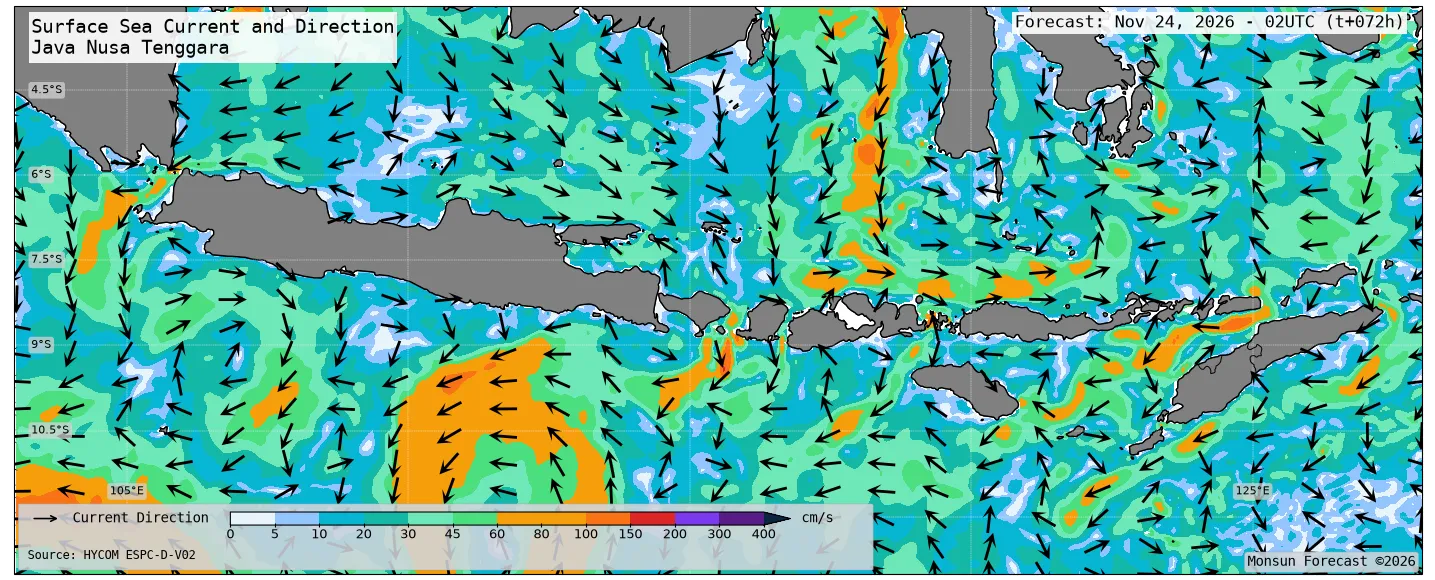 Surface Sea Current and Direction
Java Nusa Tenggara
Forecast: Nov 24, 2026 - 02UTC (t+072h)
4.5°S
6°S
7.5°S
9°S
10.5°S
105°E
125°E
Current Direction
0 5 10 20 30 45 60 80 100 150 200 300 400 cm/s
Source: HYCOM ESPC-D-V02
Monsun Forecast ©2026